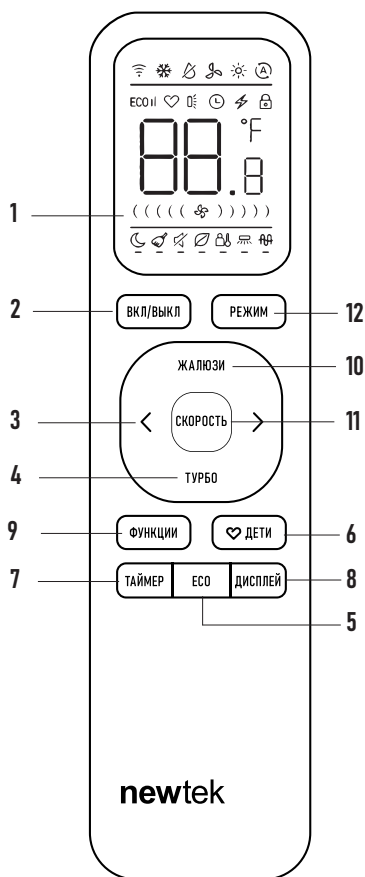 ECO
88 °F
.8
1
( ( ( ( ( ) ) ) ) )
2
ВКЛ/ВЫКЛ
РЕЖИМ
12
ЖАЛЮЗИ
10
3
<
СКОРОСТЬ
>
11
4
ТУРБО
9
ФУНКЦИИ
ДЕТИ
6
7
ТАЙМЕР
ECO
ДИСПЛЕЙ
8
5
newtek